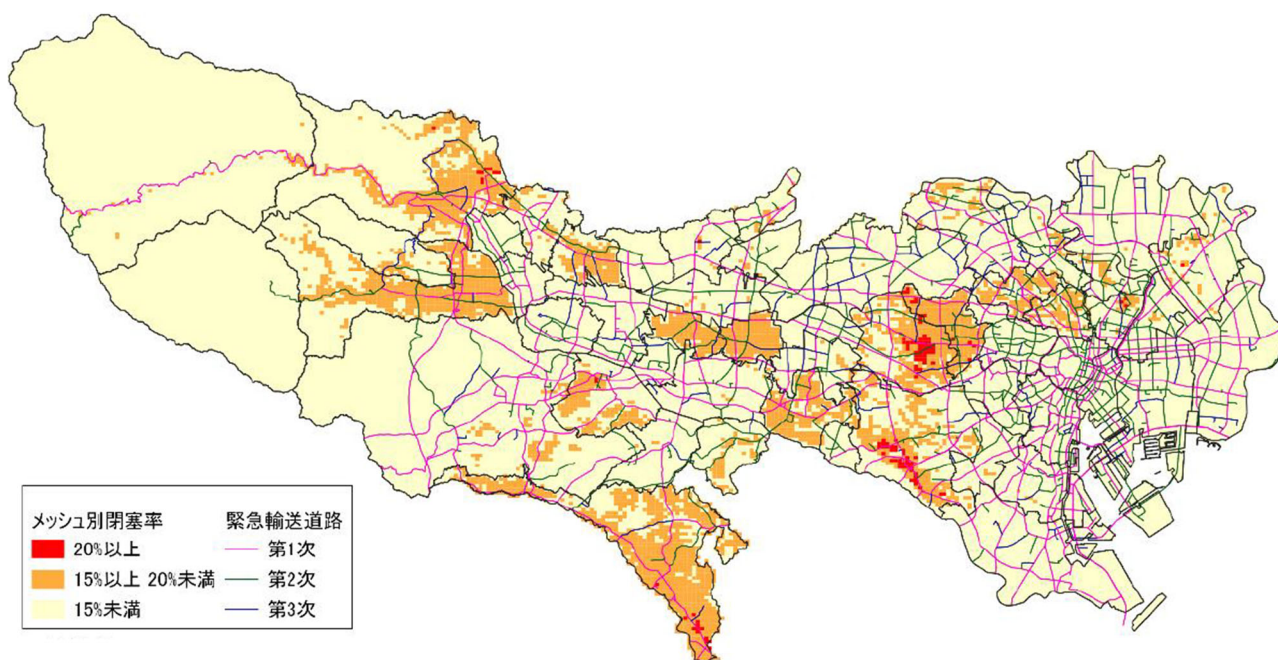 メッシュ別閉塞率
20%以上
15%以上 20%未満
15%未満
緊急輸送道路
第1次
第2次
第3次